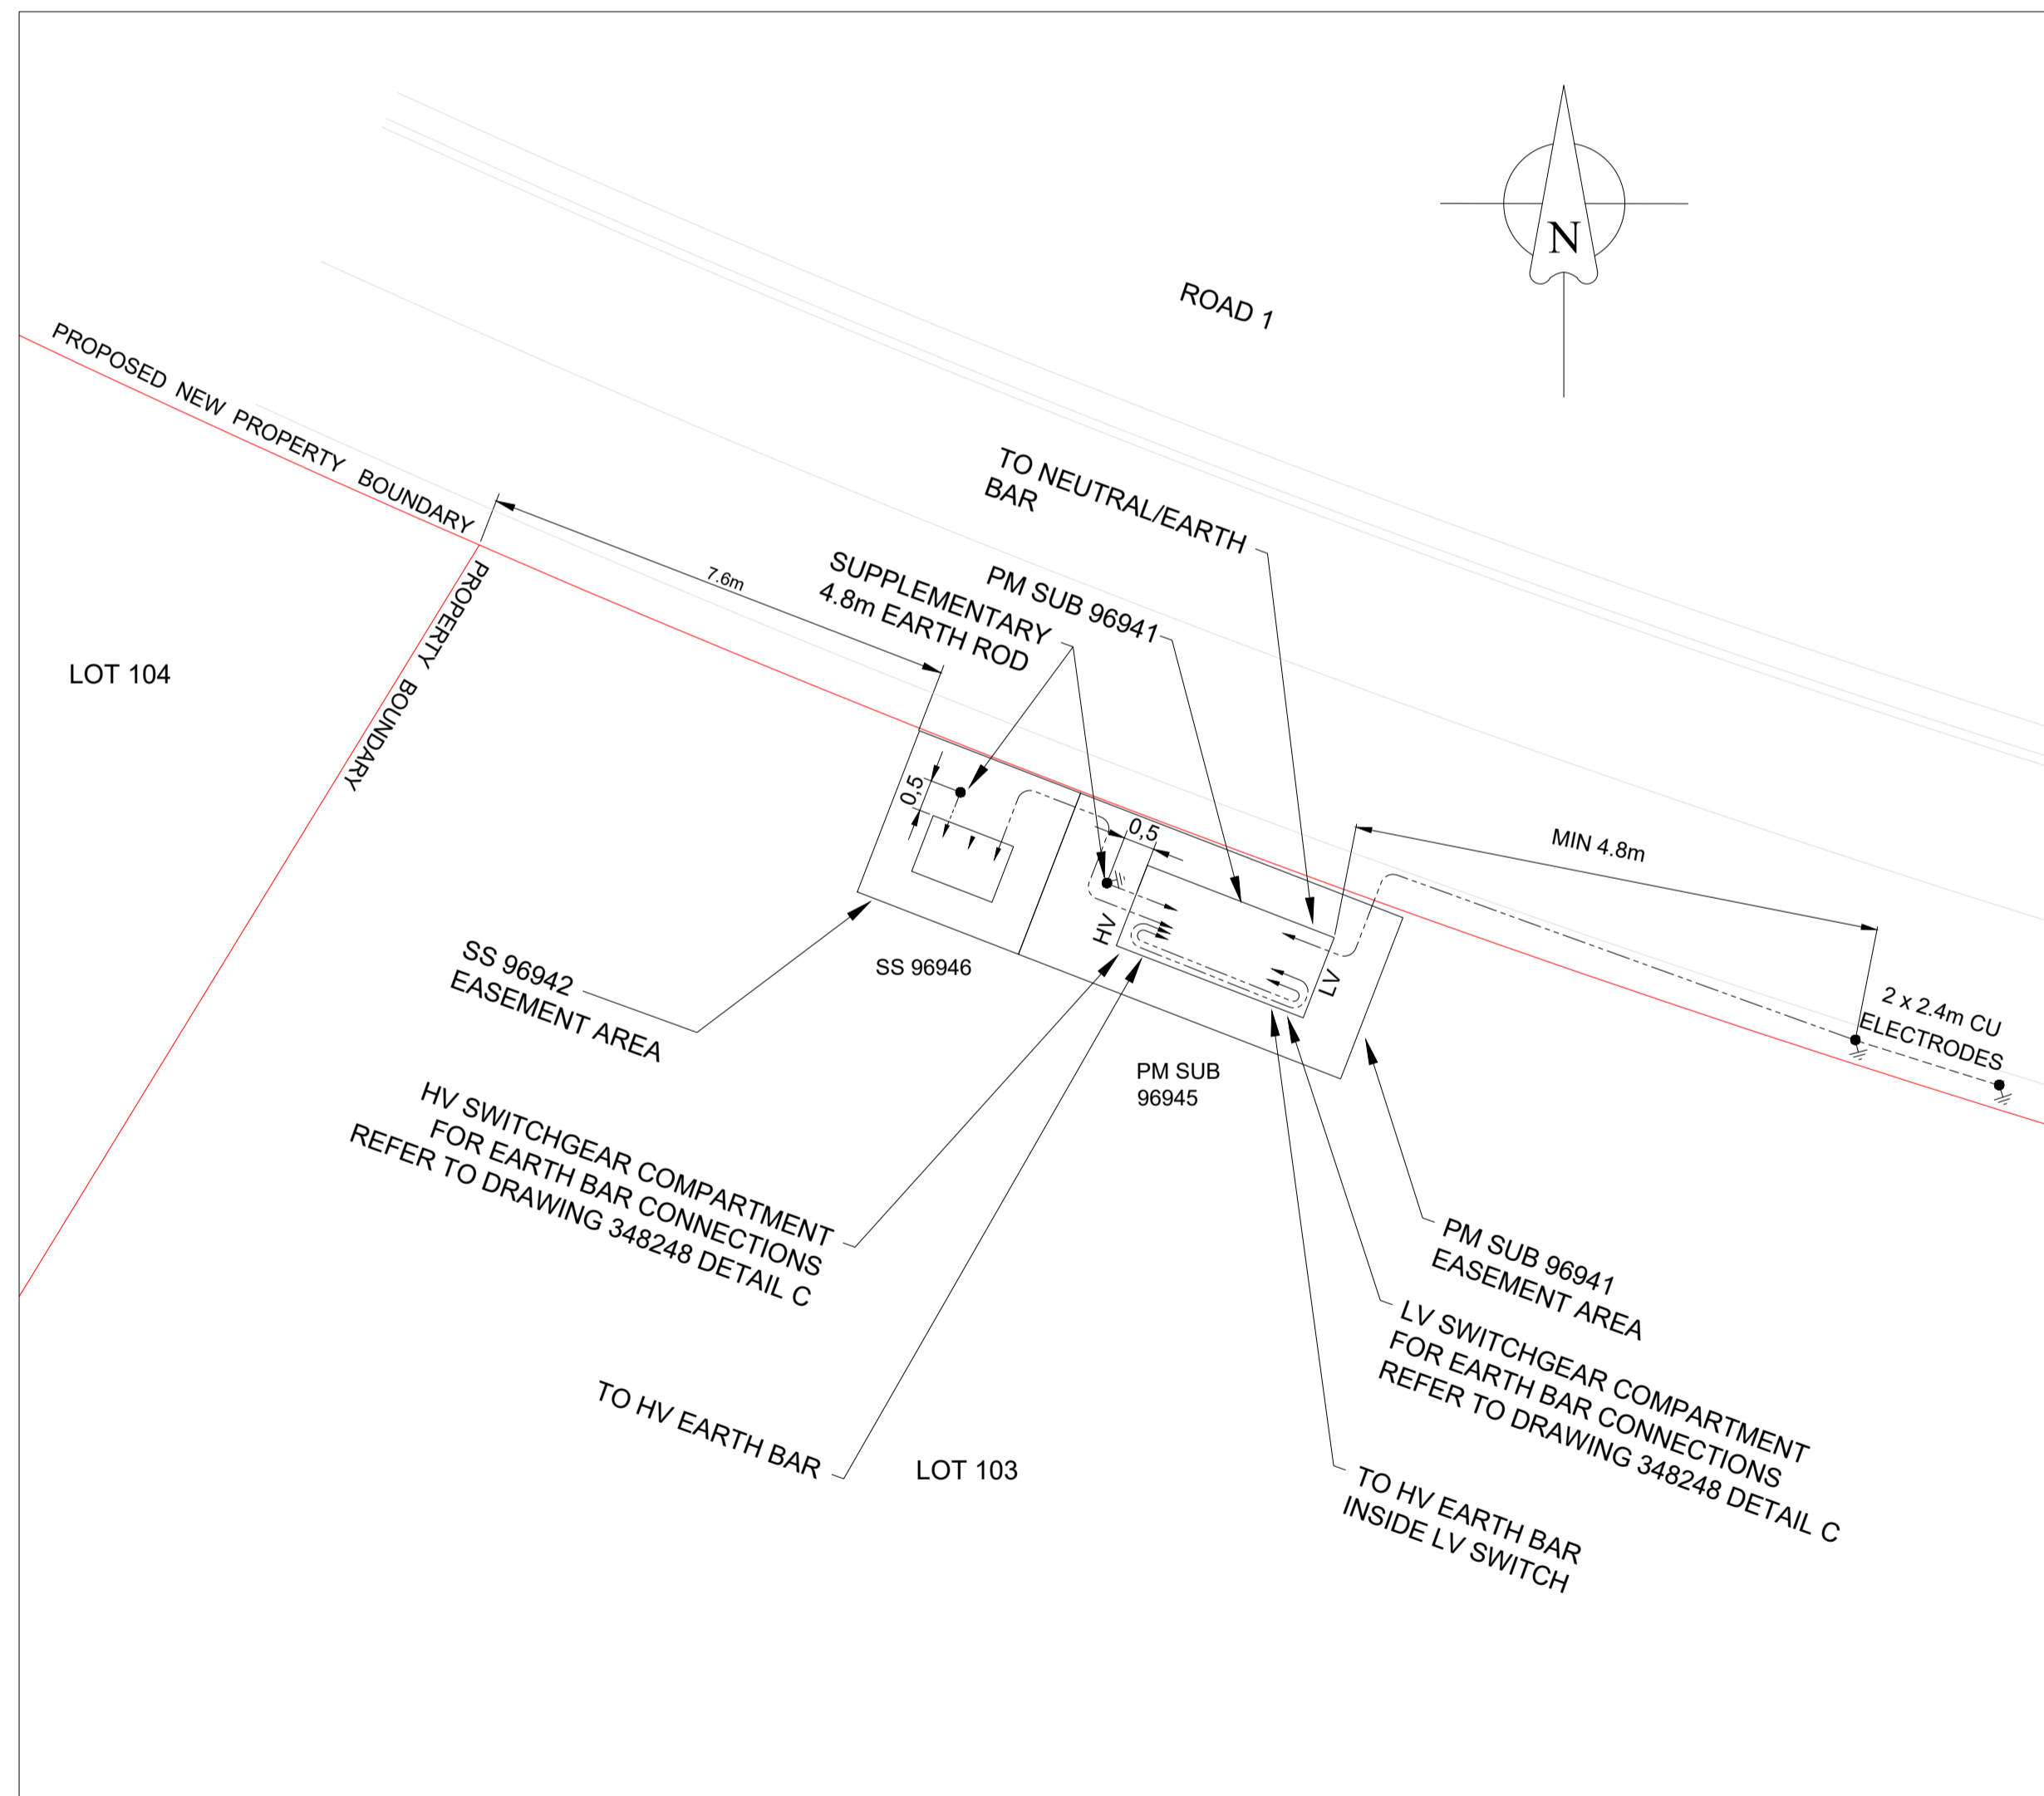 N
ROAD 1
PROPOSED NEW PROPERTY BOUNDARY
TO NEUTRAL/EARTH
BAR
7.6m
SUPPLEMENTARY
4.8m EARTH ROD
PM SUB 96941
PROPERTY BOUNDARY
LOT 104
0,5
0,5
MIN 4.8m
HV
LV
SS 96946
2 x 2.4m CU
ELECTRODES
SS 96942
EASEMENT AREA
PM SUB
96945
HV SWITCHGEAR COMPARTMENT
FOR EARTH BAR CONNECTIONS
REFER TO DRAWING 348248 DETAIL C
PM SUB 96941
EASEMENT AREA
LV SWITCHGEAR COMPARTMENT
FOR EARTH BAR CONNECTIONS
REFER TO DRAWING 348248 DETAIL C
TO HV EARTH BAR
LOT 103
TO HV EARTH BAR
INSIDE LV SWITCH